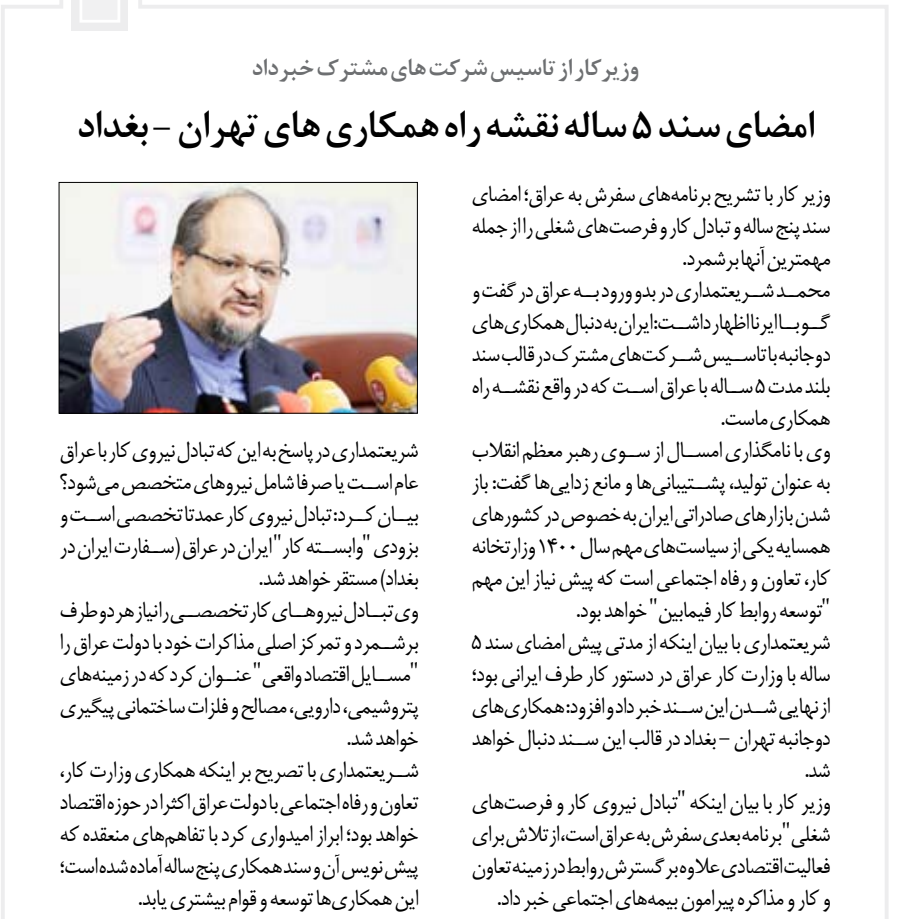 وزیر کار از تاسیس شرکت های مشترک خبر داد
امضای سند ۵ ساله نقشه راه همکاری های تهران - بغداد
وزیر کار با تشریح برنامه‌های سفرش به عراق؛ امضای
سند پنج ساله و تبادل کار و فرصت‌های شغلی را از جمله
مهمترین آنها برشمرد.
محمد شریعتمداری در بدو ورود به عراق در گفت و
گو با ایرنا اظهار داشت: ایران به دنبال همکاری‌های
دوجانبه با تاسیس شرکت‌های مشترک در قالب سند
بلند مدت ۵ ساله با عراق است که در واقع نقشه راه
همکاری ماست.
وی با نامگذاری امسال از سوی رهبر معظم انقلاب
به عنوان تولید، پشتیبانی‌ها و مانع زدایی‌ها گفت: باز
شدن بازارهای صادراتی ایران به خصوص در کشورهای
همسایه یکی از سیاست‌های مهم سال ۱۴۰۰ وزارتخانه
کار، تعاون و رفاه اجتماعی است که پیش نیاز این مهم
"توسعه روابط کار فیمابین" خواهد بود.
شریعتمداری با بیان اینکه از مدتی پیش امضای سند ۵
ساله با وزارت کار عراق در دستور کار طرف ایرانی بود؛
از نهایی شدن این سند خبر داد و افزود: همکاری‌های
دوجانبه تهران - بغداد در قالب این سند دنبال خواهد
شد.
وزیر کار با بیان اینکه "تبادل نیروی کار و فرصت‌های
شغلی" برنامه بعدی سفرش به عراق است، از تلاش برای
فعالیت اقتصادی علاوه بر گسترش روابط در زمینه تعاون
و کار و مذاکره پیرامون بیمه‌های اجتماعی خبر داد.
شریعتمداری در پاسخ به این که تبادل نیروی کار با عراق
عام است یا صرفا شامل نیروهای متخصص می‌شود؟
بیان کرد: تبادل نیروی کار عمدتا تخصصی است و
بزودی "وابسته کار" ایران در عراق (سفارت ایران در
بغداد) مستقر خواهد شد.
وی تبادل نیروهای کار تخصصی را نیاز هر دو طرف
برشمرد و تمرکز اصلی مذاکرات خود با دولت عراق را
"مسایل اقتصاد واقعی" عنوان کرد که در زمینه‌های
پتروشیمی، دارویی، مصالح و فلزات ساختمانی پیگیری
خواهد شد.
شریعتمداری با تصریح بر اینکه همکاری وزارت کار،
تعاون و رفاه اجتماعی با دولت عراق اکثرا در حوزه اقتصاد
خواهد بود؛ ابراز امیدواری کرد با تفاهم‌های منعقده که
پیش نویس آن و سند همکاری پنج ساله آماده شده است؛
این همکاری‌ها توسعه و قوام بیشتری یابد.